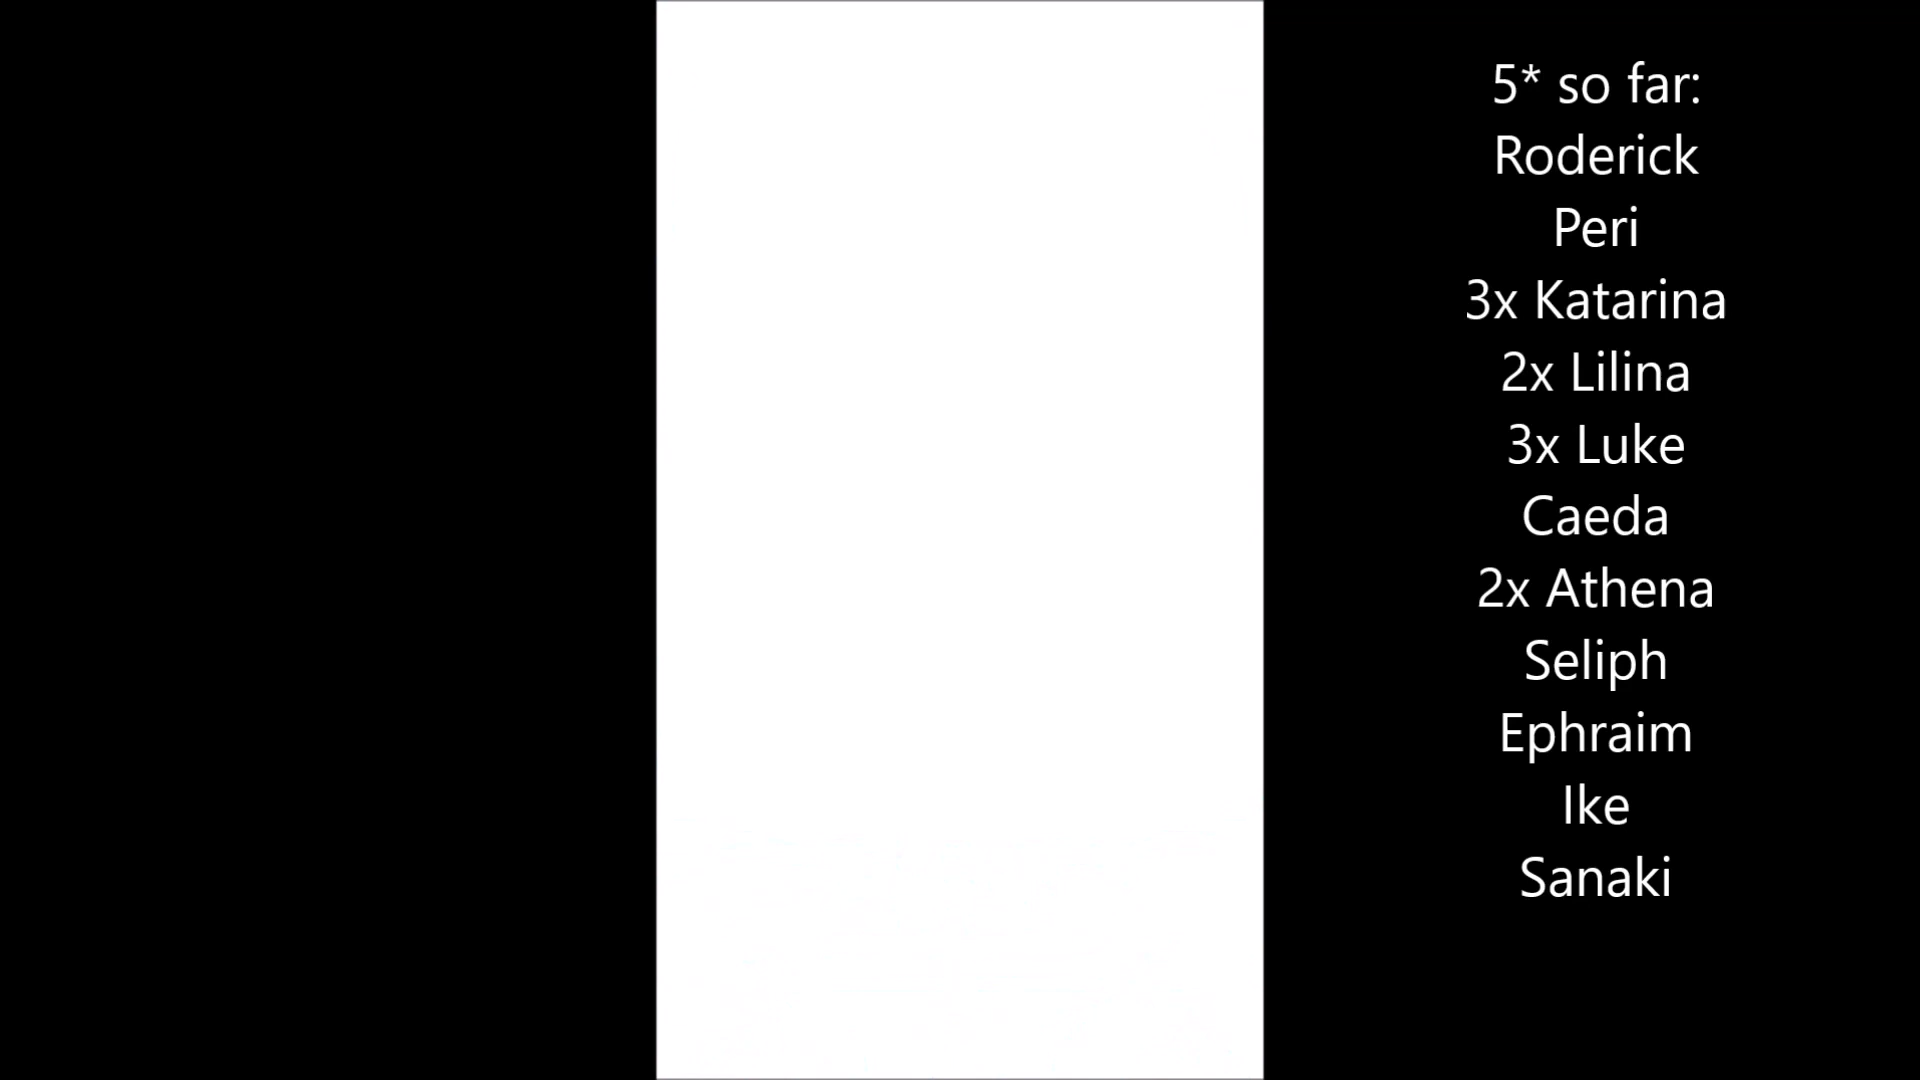 5* so far:
Roderick
Peri
3x Katarina
2x Lilina
3x Luke
Caeda
2x Athena
Seliph
Ephraim
Ike
Sanaki